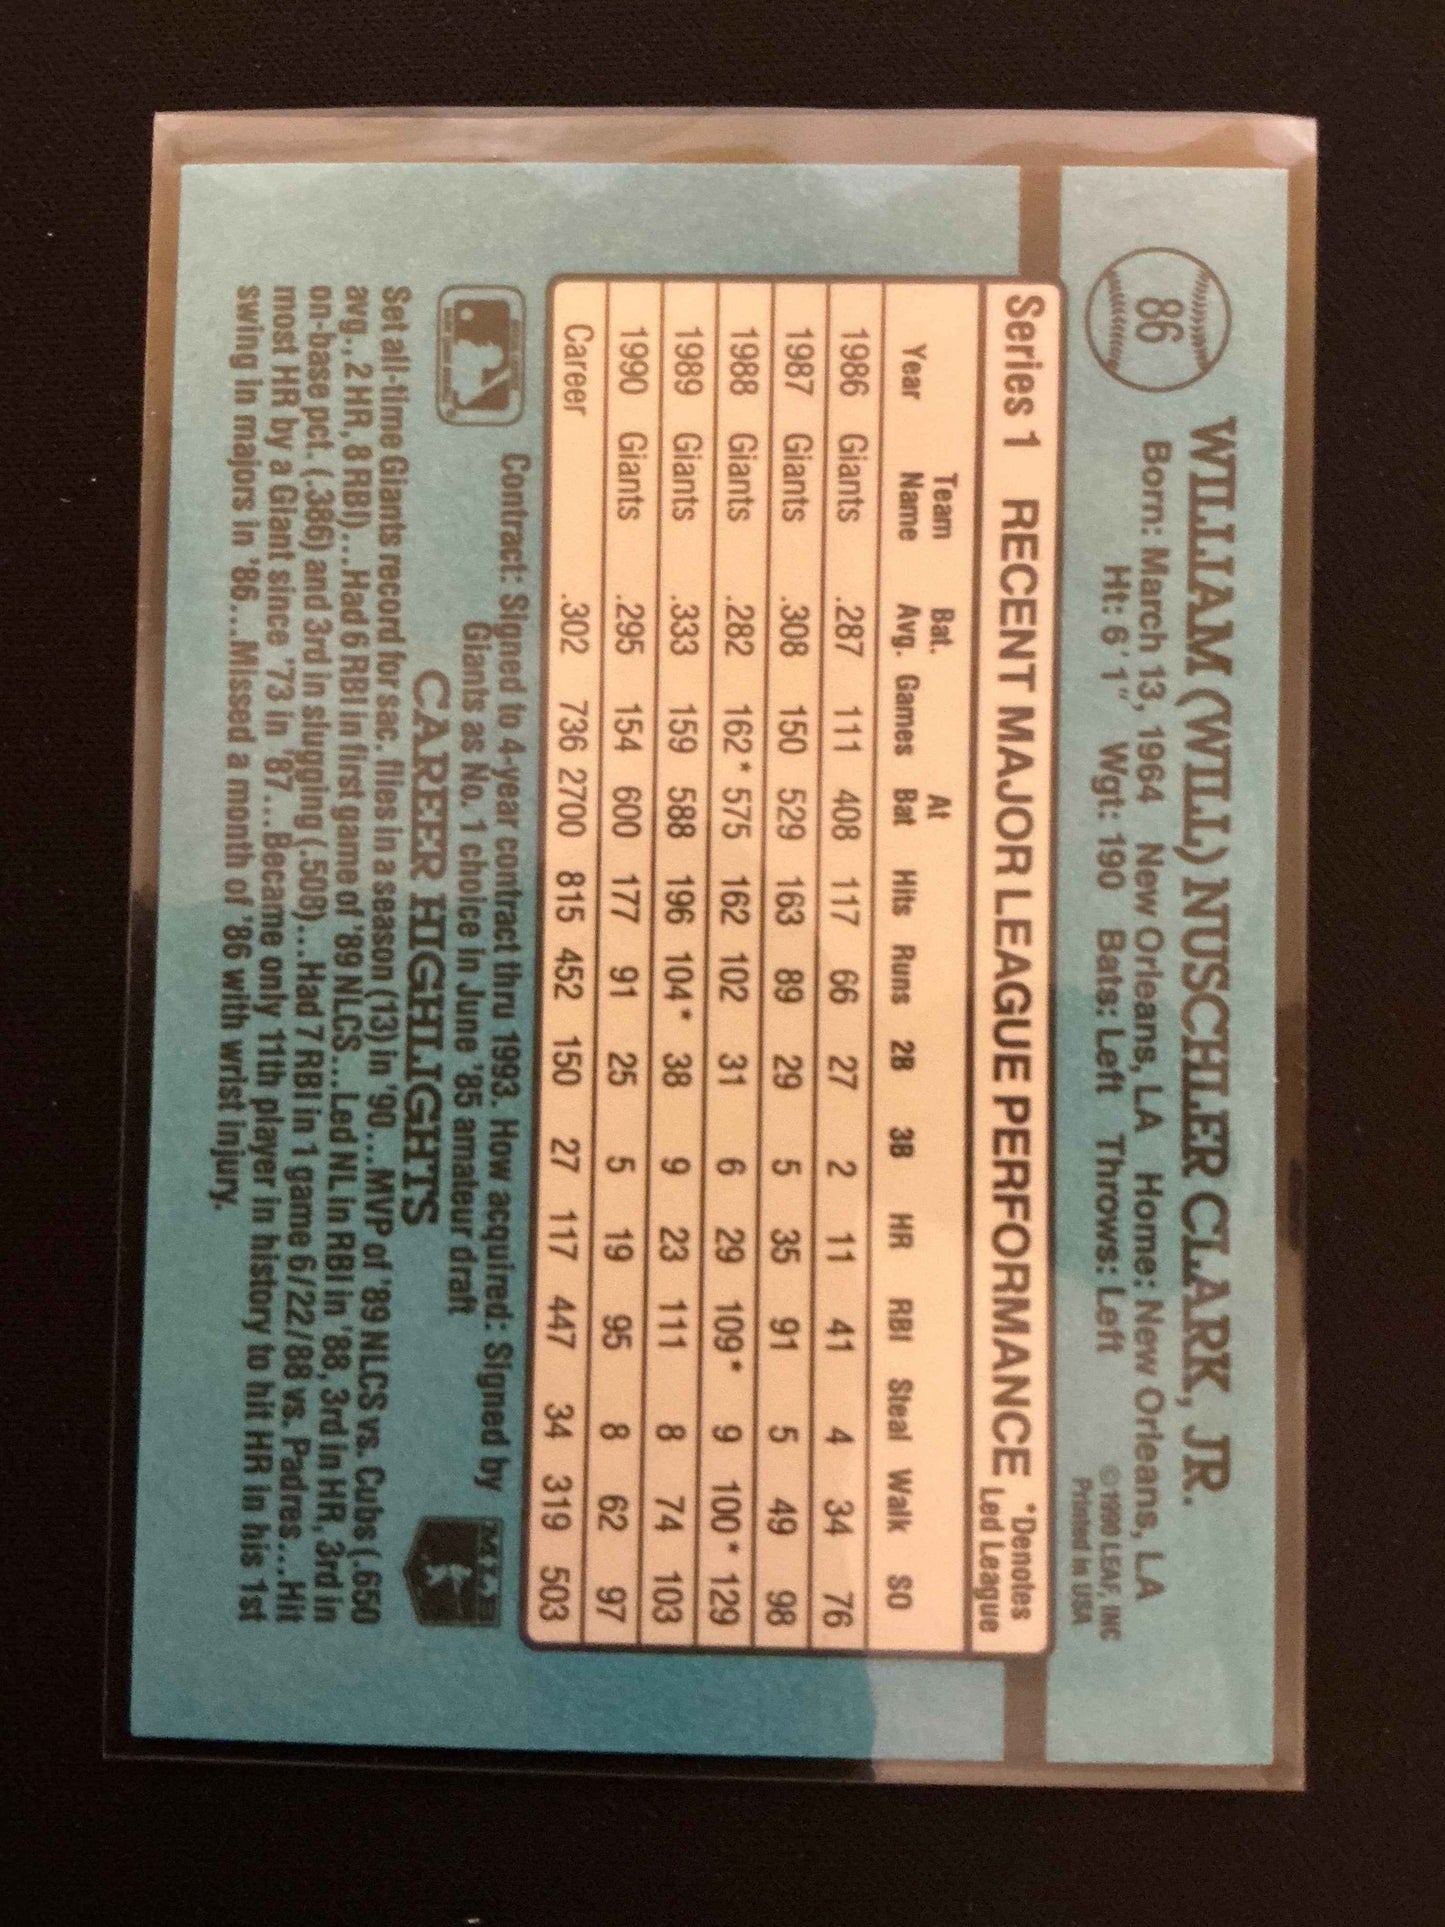 86
WILLIAM (WILL) NUSCHLER CLARK, JR.
Born: March 13, 1964 New Orleans, LA Home: New Orleans, LA
Ht: 6' 1" Wgt: 190 Bats: Left Throws: Left
©1990 LEAF, INC
Printed in USA
Series 1 RECENT MAJOR LEAGUE PERFORMANCE *Denotes Led League
Year Team Name Bat. Avg. Games At Bat Hits Runs 2B 3B HR RBI Steal Walk SO
1986 Giants .287 111 408 117 66 27 2 11 41 4 34 76
1987 Giants .308 150 529 163 89 29 5 35 91 5 49 98
1988 Giants .282 162* 575 162 102 31 6 29 109* 9 100* 129
1989 Giants .333 159 588 196 104* 38 9 23 111 8 74 103
1990 Giants .295 154 600 177 91 25 5 19 95 8 62 97
Career .302 736 2700 815 452 150 27 117 447 34 319 503
Contract: Signed to 4-year contract thru 1993. How acquired: Signed by
Giants as No. 1 choice in June '85 amateur draft
CAREER HIGHLIGHTS
Set all-time Giants record for sac. flies in a season (13) in '90...MVP of '89 NLCS vs. Cubs (.650
avg., 2 HR, 8 RBI)...Had 6 RBI in first game of '89 NLCS...Led NL in RBI in '88, 3rd in HR, 3rd in
on-base pct. (.386) and 3rd in slugging (.508)...Had 7 RBI in 1 game 6/22/88 vs. Padres...Hit
most HR by a Giant since '73 in '87...Became only 11th player in history to hit HR in his 1st
swing in majors in '86...Missed a month of '86 with wrist injury.